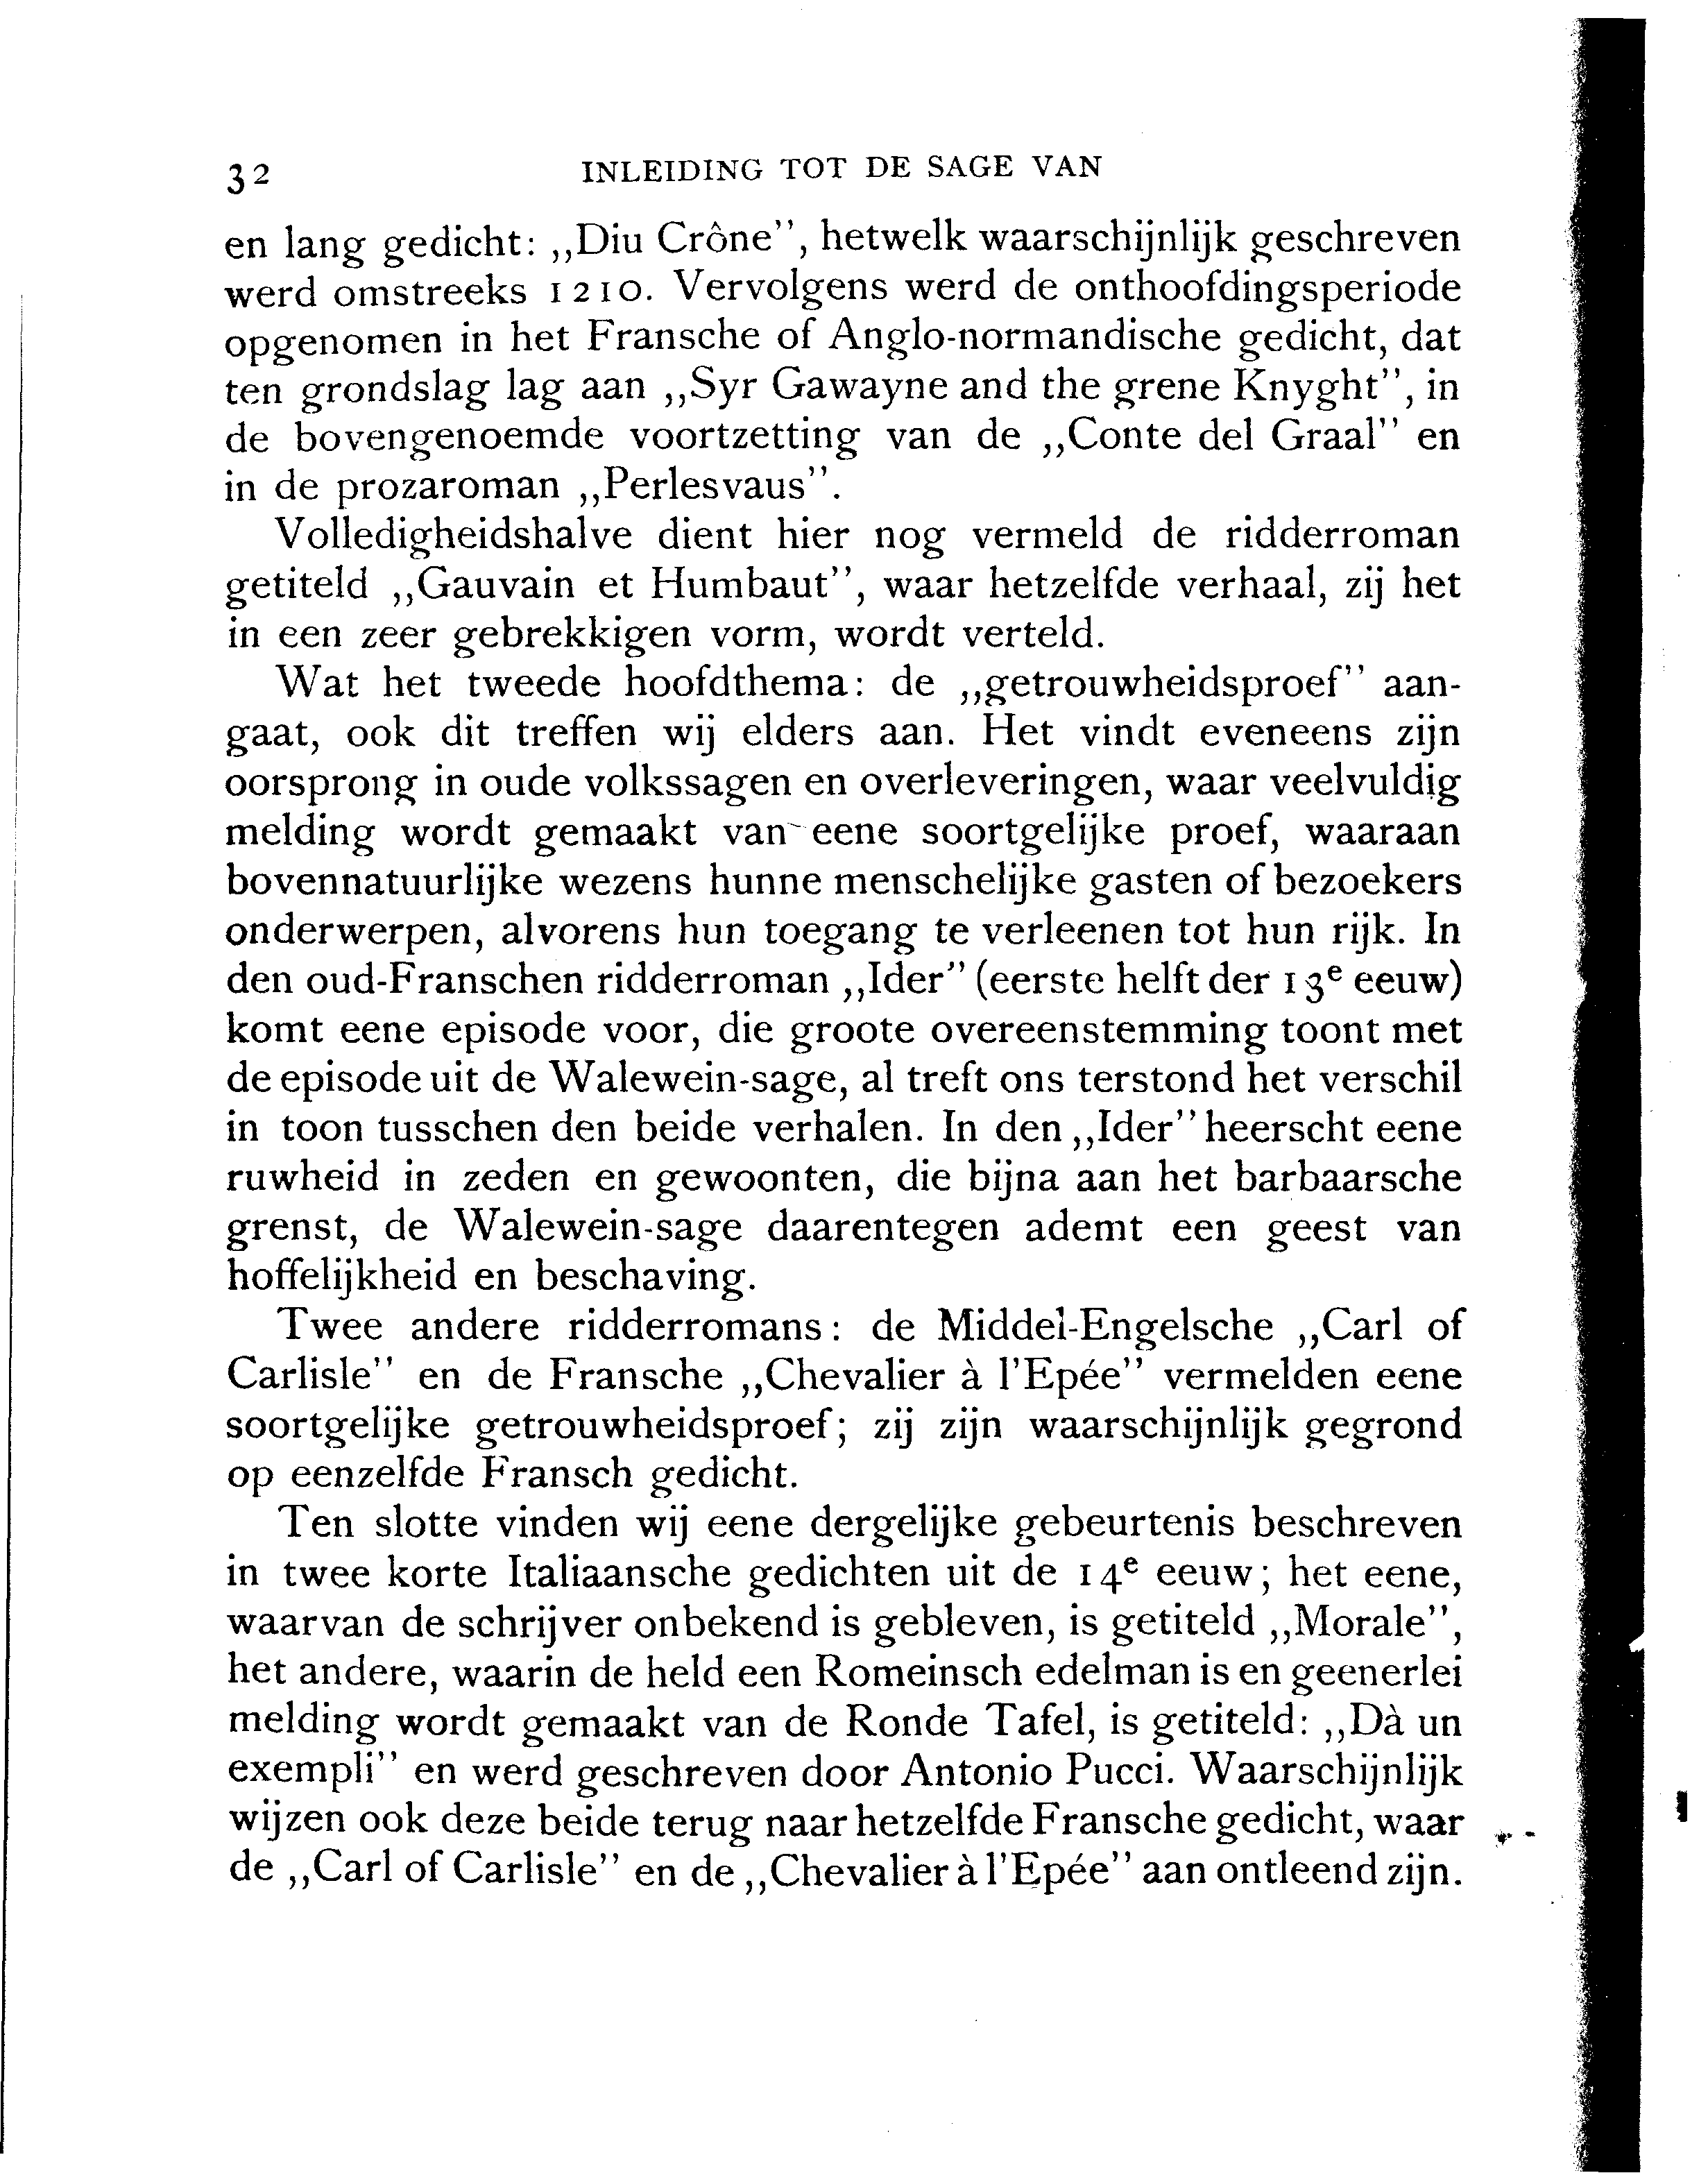 32 INLEIDING TOT DE SAGE VAN
en lang gedicht: ,,Diu Crône'', hetwelk waarschijnlijk geschreven
werd omstreeks 1210. Vervolgens werd de onthoofdingsperiode
opgenomen in het Fransche of Anglo-normandische gedicht, dat
ten grondslag lag aan ,,Syr Gawayne and the grene Knyght'', in
de bovengenoemde voortzetting van de ,,Conte del Graal'' en
in de prozaroman ,,Perlesvaus''.
Volledigheidshalve dient hier nog vermeld de ridderroman
getiteld ,,Gauvain et Humbaut'', waar hetzelfde verhaal, zij het
in een zeer gebrekkigen vorm, wordt verteld.
Wat het tweede hoofdthema: de ,,getrouwheidsproef'' aan-
gaat, ook dit treffen wij elders aan. Het vindt eveneens zijn
oorsprong in oude volkssagen en overleveringen, waar veelvuldig
melding wordt gemaakt van eene soortgelijke proef, waaraan
bovennatuurlijke wezens hunne menschelijke gasten of bezoekers
onderwerpen, alvorens hun toegang te verleenen tot hun rijk. In
den oud-Franschen ridderroman ,,Ider'' (eerste helft der 13e eeuw)
komt eene episode voor, die groote overeenstemming toont met
de episode uit de Walewein-sage, al treft ons terstond het verschil
in toon tusschen den beide verhalen. In den ,,Ider'' heerscht eene
ruwheid in zeden en gewoonten, die bijna aan het barbaarsche
grenst, de Walewein-sage daarentegen ademt een geest van
hoffelijkheid en beschaving.
Twee andere ridderromans: de Middel-Engelsche ,,Carl of
Carlisle'' en de Fransche ,,Chevalier à l'Epée'' vermelden eene
soortgelijke getrouwheidsproef; zij zijn waarschijnlijk gegrond
op eenzelfde Fransch gedicht.
Ten slotte vinden wij eene dergelijke gebeurtenis beschreven
in twee korte Italiaansche gedichten uit de 14e eeuw; het eene,
waarvan de schrijver onbekend is gebleven, is getiteld ,,Morale'',
het andere, waarin de held een Romeinsch edelman is en geenerlei
melding wordt gemaakt van de Ronde Tafel, is getiteld: ,,Dà un
exempli'' en werd geschreven door Antonio Pucci. Waarschijnlijk
wijzen ook deze beide terug naar hetzelfde Fransche gedicht, waar
de ,,Carl of Carlisle'' en de ,,Chevalier à l'Epée'' aan ontleend zijn.